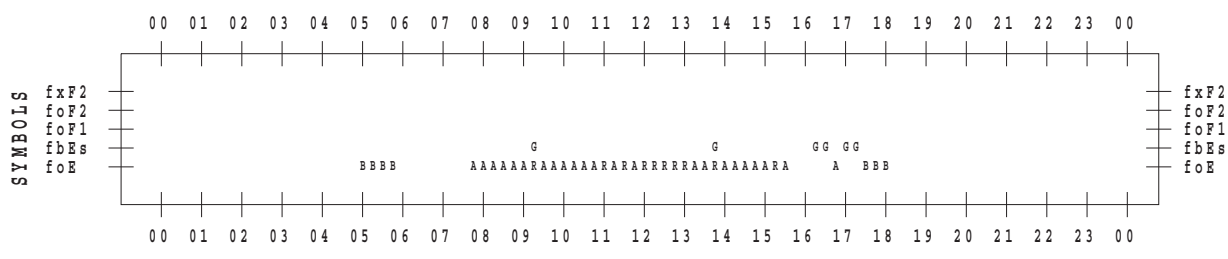 00 01 02 03 04 05 06 07 08 09 10 11 12 13 14 15 16 17 18 19 20 21 22 23 00
SYMBOLS
fxF2 fxF2
foF2 foF2
foF1 foF1
fbEs G G GG GG fbEs
foE BBBB AAAAAARAAAAAARARARRRRRAARAAAAARA A BBB foE
00 01 02 03 04 05 06 07 08 09 10 11 12 13 14 15 16 17 18 19 20 21 22 23 00